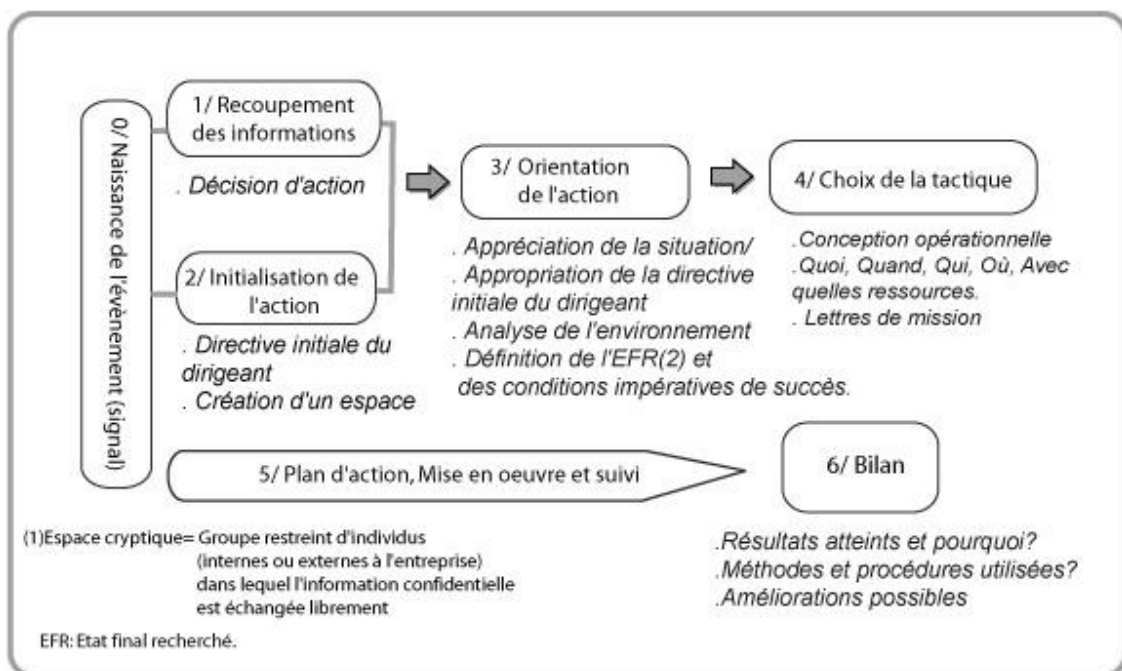 0/ Naissance de l'évènement (signal)
1/ Recoupement
des informations
. Décision d'action
2/ Initialisation de
l'action
. Directive initiale du
dirigeant
. Création d'un espace
3/ Orientation
de l'action
. Appréciation de la situation/
. Appropriation de la directive
initiale du dirigeant
. Analyse de l'environnement
. Définition de l'EFR(2) et
des conditions impératives de succès.
4/ Choix de la tactique
.Conception opérationnelle
.Quoi, Quand, Qui, Où, Avec
quelles ressources.
. Lettres de mission
5/ Plan d'action, Mise en oeuvre et suivi
6/ Bilan
.Résultats atteints et pourquoi?
.Méthodes et procédures utilisées?
.Améliorations possibles
(1)Espace cryptique= Groupe restreint d'individus
(internes ou externes à l'entreprise)
dans lequel l'information confidentielle
est échangée librement
EFR: Etat final recherché.